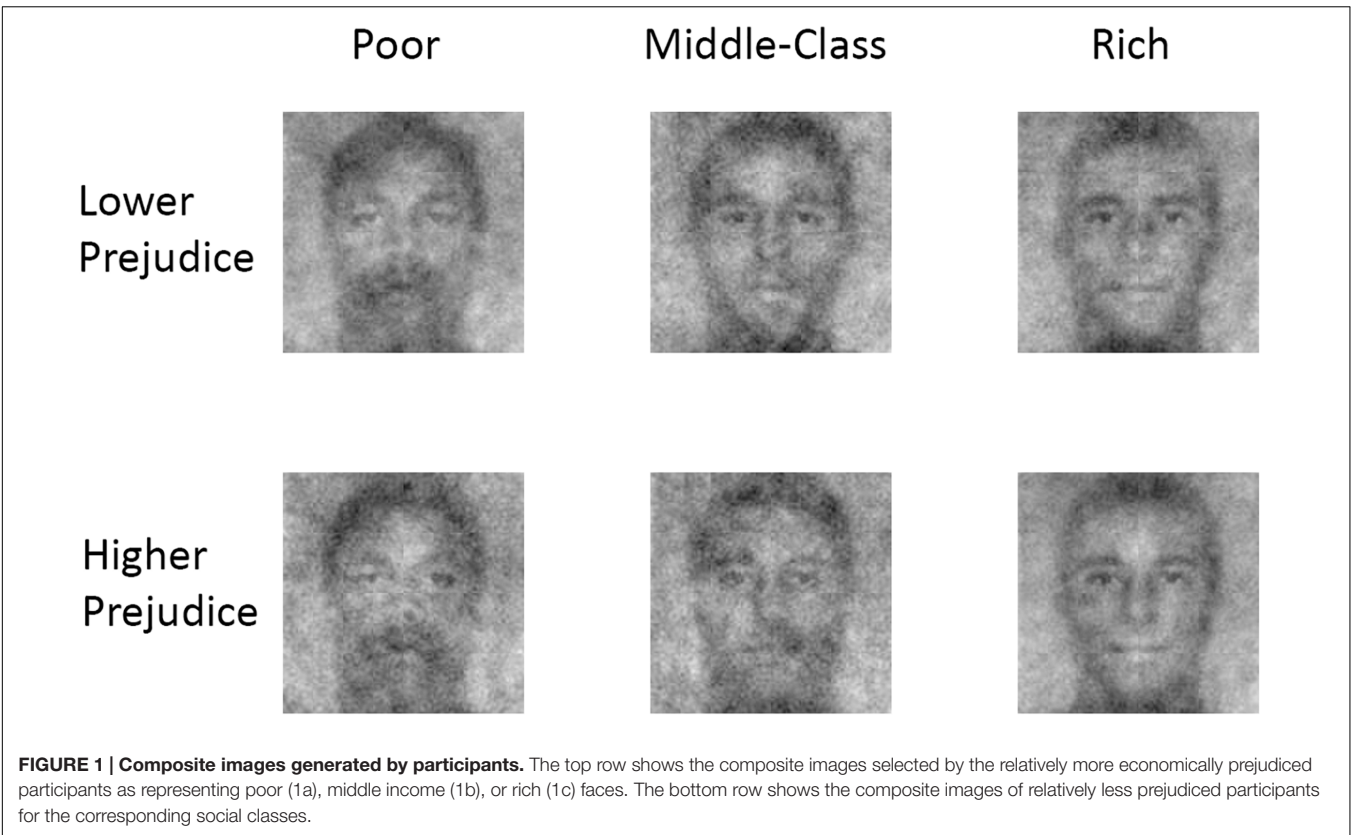 Poor Middle-Class Rich
Lower
Prejudice
Higher
Prejudice
FIGURE 1 | Composite images generated by participants. The top row shows the composite images selected by the relatively more economically prejudiced
participants as representing poor (1a), middle income (1b), or rich (1c) faces. The bottom row shows the composite images of relatively less prejudiced participants
for the corresponding social classes.